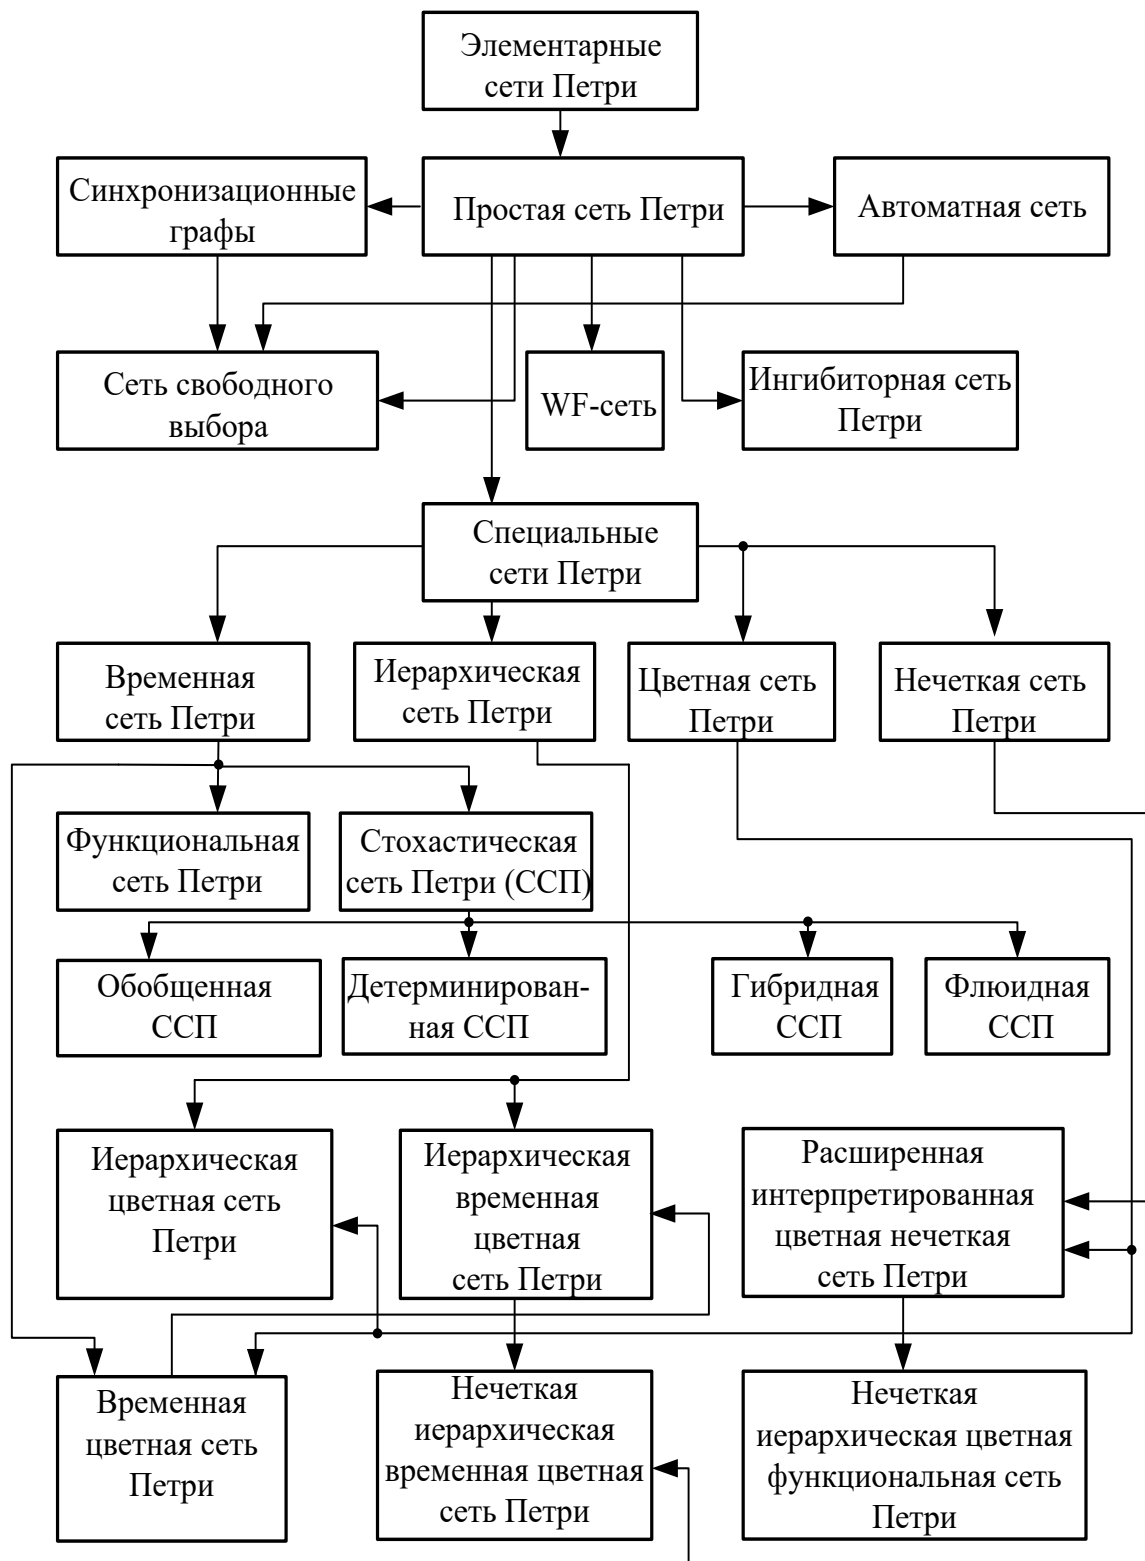 Элементарные
сети Петри
Синхронизационные
графы
Простая сеть Петри
Автоматная сеть
Сеть свободного
выбора
WF-сеть
Ингибиторная сеть
Петри
Специальные
сети Петри
Временная
сеть Петри
Иерархическая
сеть Петри
Цветная сеть
Петри
Нечеткая сеть
Петри
Функциональная
сеть Петри
Стохастическая
сеть Петри (ССП)
Обобщенная
ССП
Детерминирован-
ная ССП
Гибридная
ССП
Флюидная
ССП
Иерархическая
цветная сеть
Петри
Иерархическая
временная
цветная
сеть Петри
Расширенная
интерпретированная
цветная нечеткая
сеть Петри
Временная
цветная сеть
Петри
Нечеткая
иерархическая
временная цветная
сеть Петри
Нечеткая
иерархическая цветная
функциональная сеть
Петри